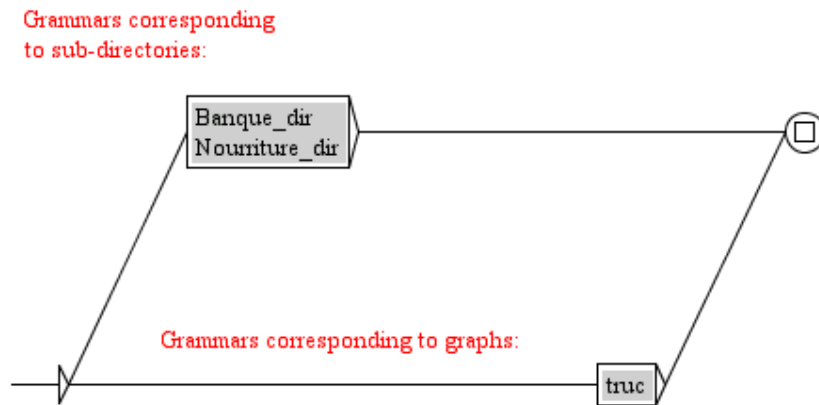 Grammars corresponding
to sub-directories:
Banque_dir
Nourriture_dir
Grammars corresponding to graphs:
truc